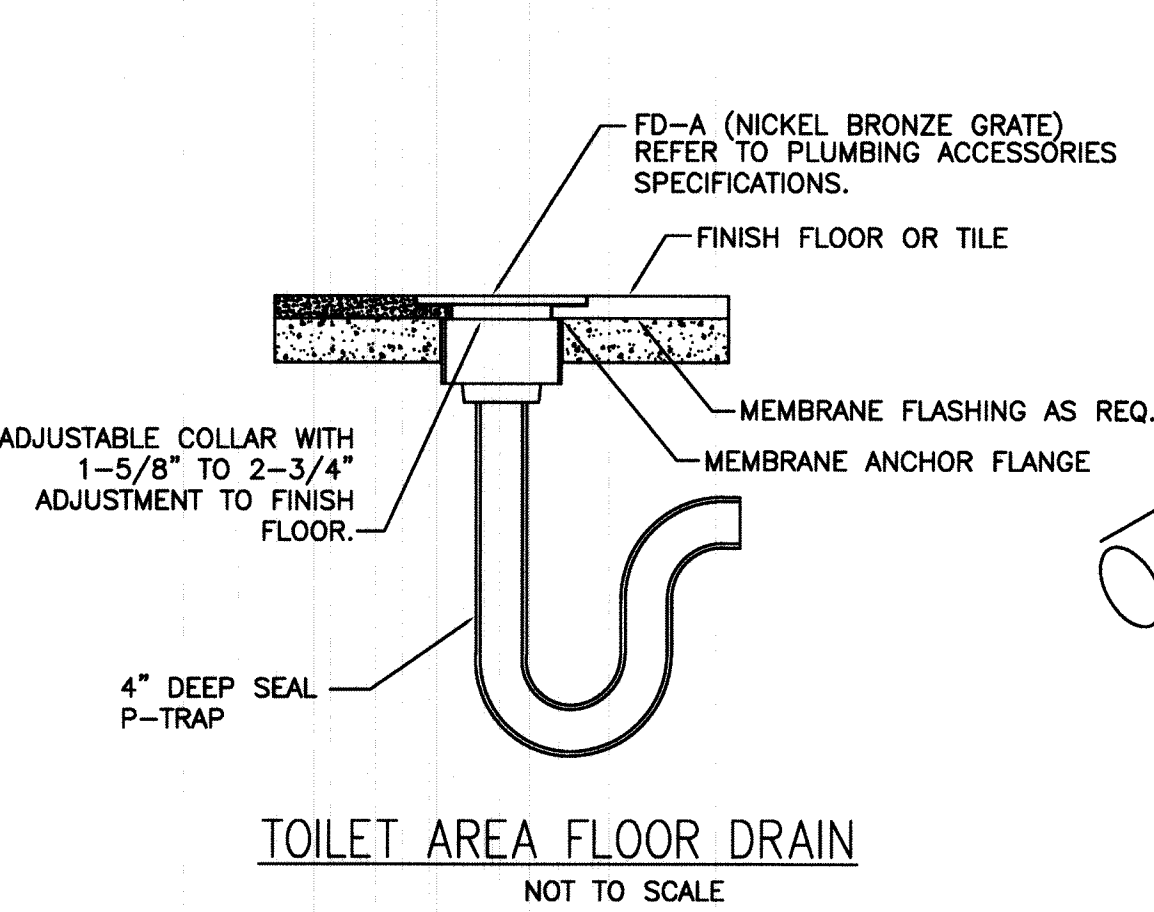 FD-A (NICKEL BRONZE GRATE)
REFER TO PLUMBING ACCESSORIES
SPECIFICATIONS.
FINISH FLOOR OR TILE
MEMBRANE FLASHING AS REQ.
ADJUSTABLE COLLAR WITH
1-5/8" TO 2-3/4"
ADJUSTMENT TO FINISH
FLOOR.
MEMBRANE ANCHOR FLANGE
4" DEEP SEAL
P-TRAP
TOILET AREA FLOOR DRAIN
NOT TO SCALE